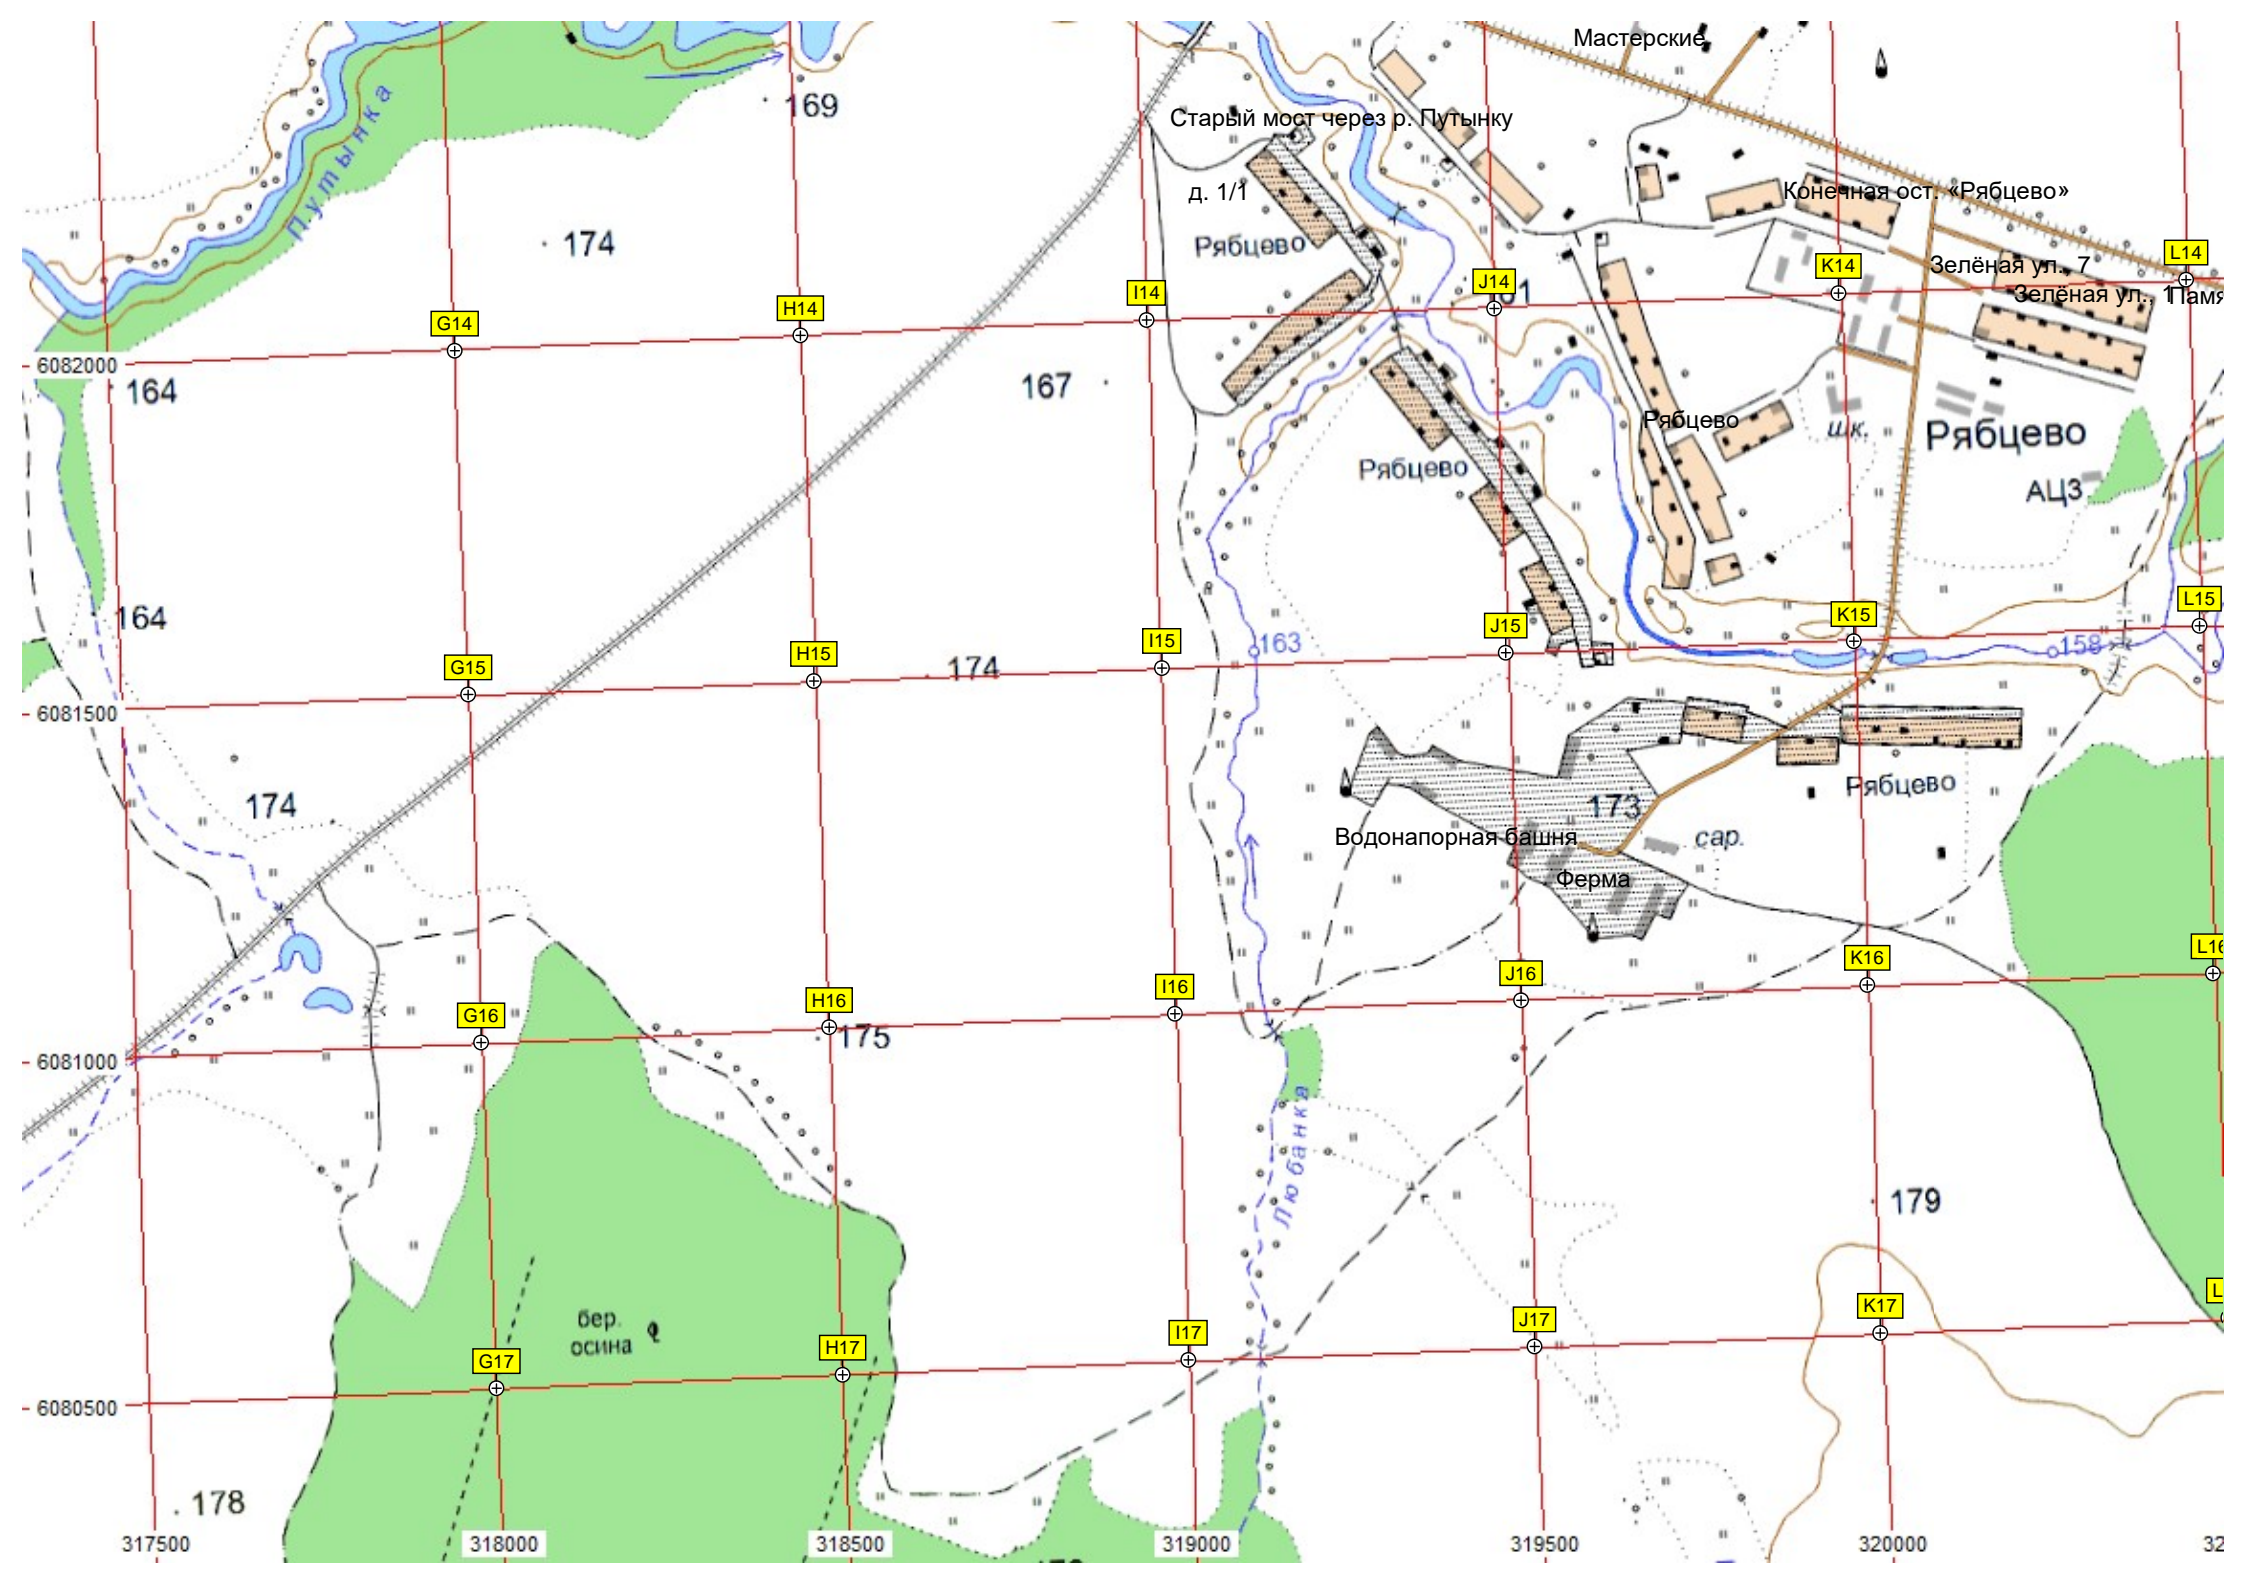 Мастерские
169
Старый мост через р. Путынку
Путынка
д. 1/1
Конечная ост. «Рябцево»
174
Рябцево
L14
K14
Зелёная ул., 7
J14
I14
Зелёная ул., 1
H14
G14
6082000
164
167
Рябцево
шк.
Рябцево
Рябцево
АЦЗ
L15
164
K15
J15
I15
163
158
H15
G15
174
6081500
174
173
Рябцево
Водонапорная башня
сар.
Ферма
L16
K16
J16
I16
H16
G16
175
6081000
Любанка
179
K17
бер.
осина
J17
I17
H17
G17
6080500
178
317500
318000
318500
319000
319500
320000